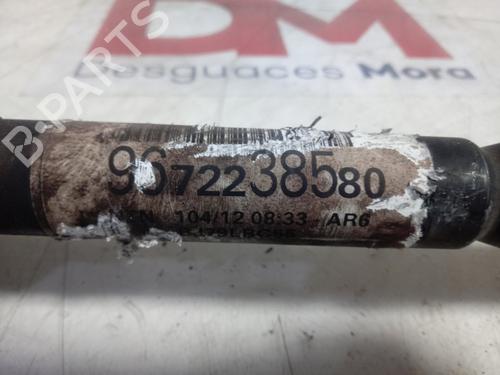 DM
Desguaces Mora
B-PARTS
9672238580
104/12 08:33 AR6